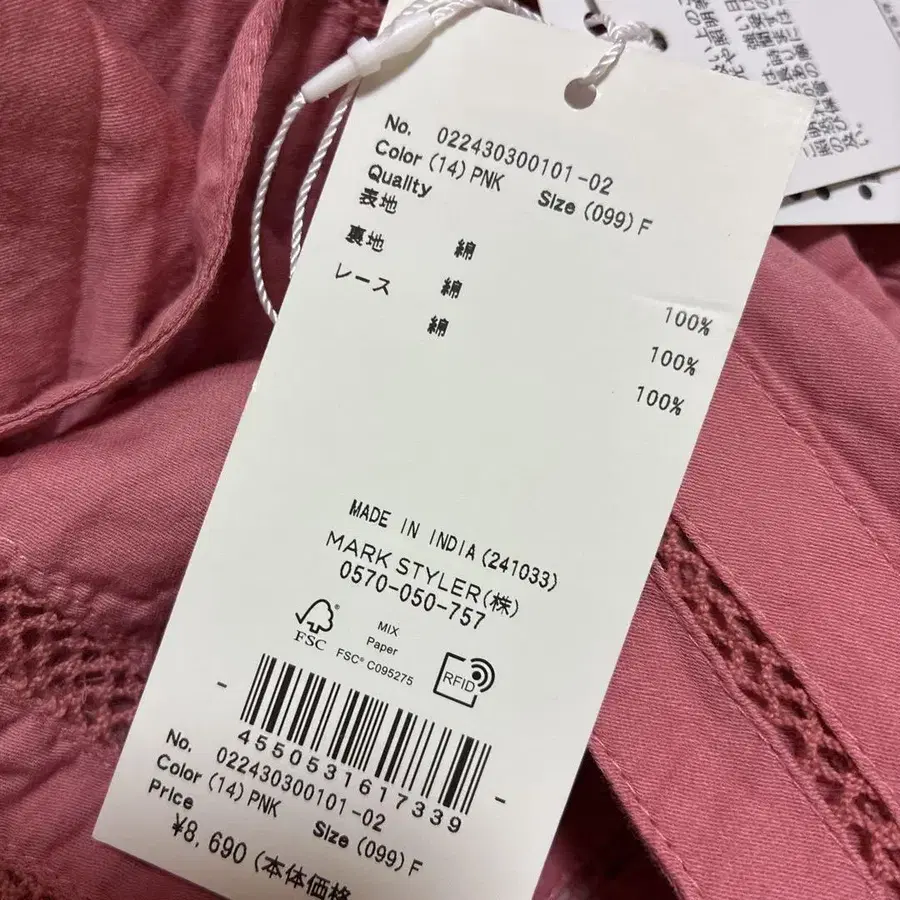 No. 022430300101-02
Color (14) PNK Size (099) F
Quality
表地 綿 100%
裏地 綿 100%
レース 綿 100%
MADE IN INDIA (241033)
MARK STYLER(株)
0570-050-757
FSC®
MIX
Paper
FSC® C095275
RFID
4550531617339
No. 022430300101-02
Color (14) PNK Size (099) F
Price
¥8,690 (本体価格